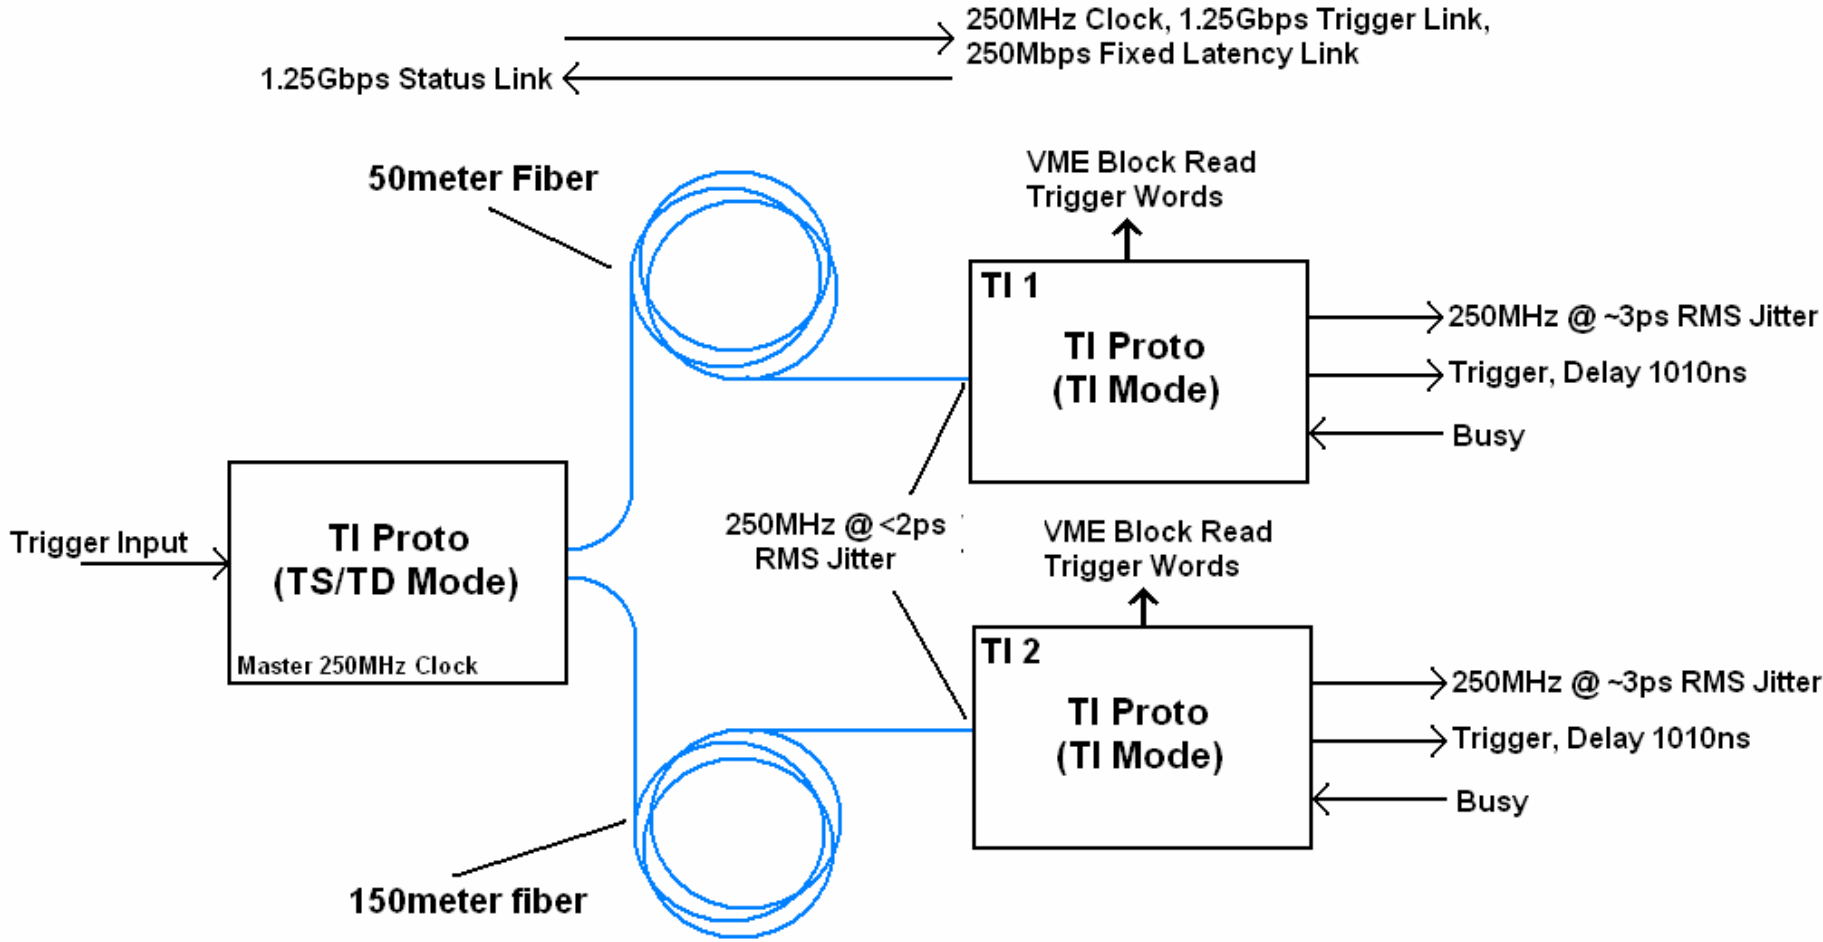 250MHz Clock, 1.25Gbps Trigger Link,
250Mbps Fixed Latency Link
1.25Gbps Status Link
50meter Fiber
VME Block Read
Trigger Words
TI 1
TI Proto
(TI Mode)
250MHz @ ~3ps RMS Jitter
Trigger, Delay 1010ns
Busy
Trigger Input
TI Proto
(TS/TD Mode)
Master 250MHz Clock
250MHz @ <2ps
RMS Jitter
VME Block Read
Trigger Words
TI 2
TI Proto
(TI Mode)
250MHz @ ~3ps RMS Jitter
Trigger, Delay 1010ns
Busy
150meter fiber